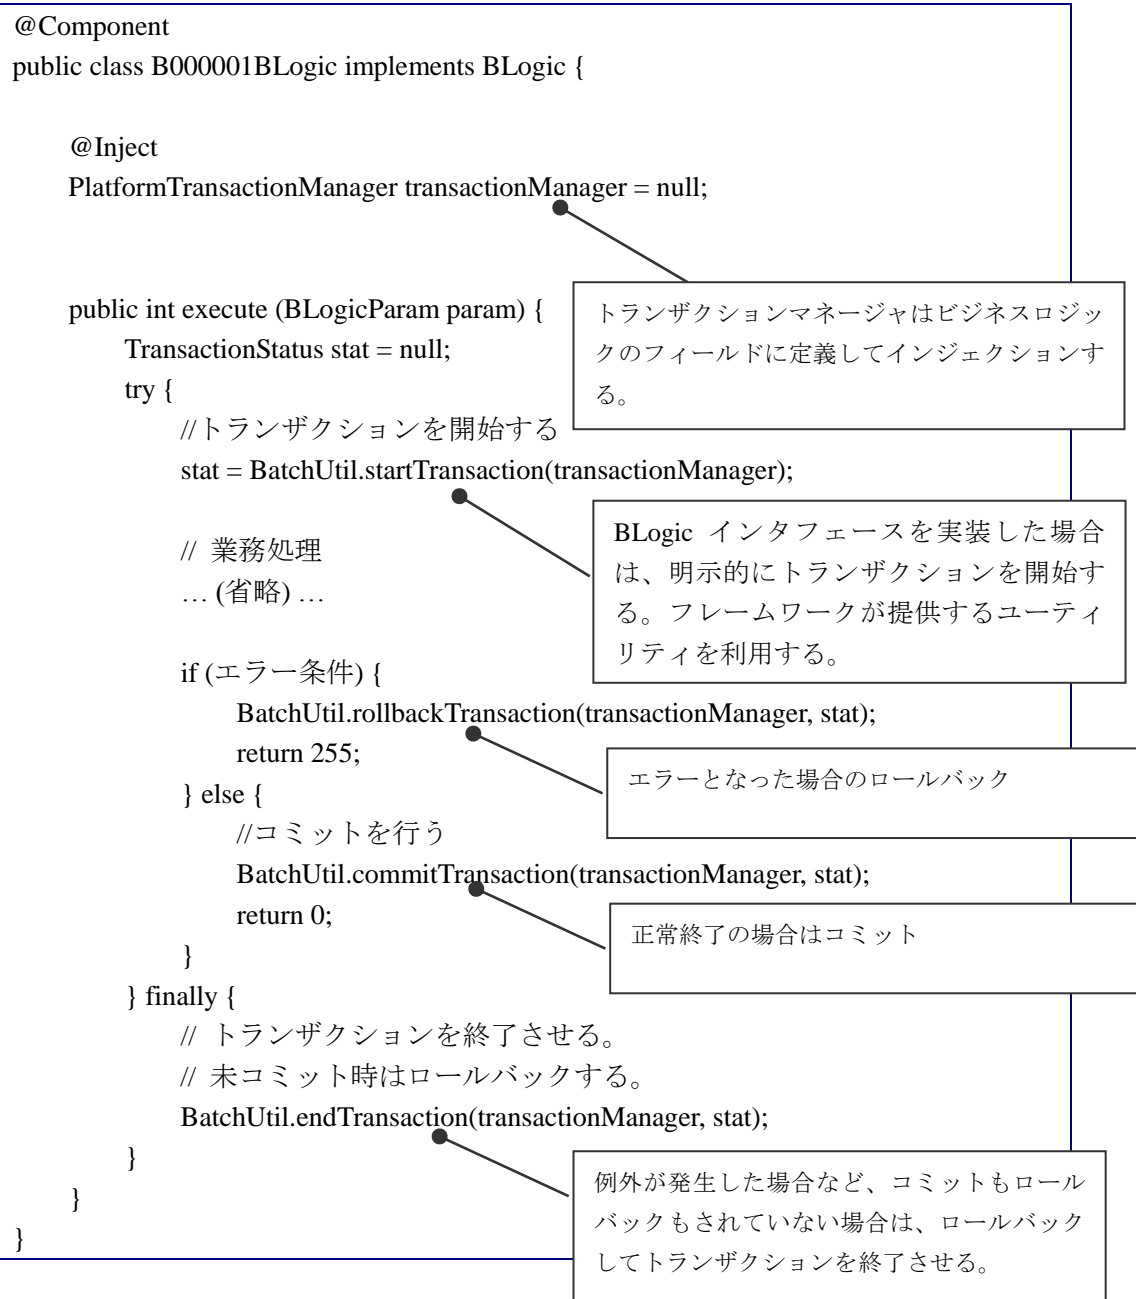 @Component
public class B000001BLogic implements BLogic {
@Inject
PlatformTransactionManager transactionManager = null;
トランザクションマネージャはビジネスロジッ
クのフィールドに定義してインジェクションす
る。
public int execute (BLogicParam param) {
TransactionStatus stat = null;
try {
//トランザクションを開始する
stat = BatchUtil.startTransaction(transactionManager);
BLogic インタフェースを実装した場合
は、明示的にトランザクションを開始す
る。フレームワークが提供するユーティ
リティを利用する。
// 業務処理
… (省略) …
if (エラー条件) {
BatchUtil.rollbackTransaction(transactionManager, stat);
return 255;
エラーとなった場合のロールバック
} else {
//コミットを行う
BatchUtil.commitTransaction(transactionManager, stat);
return 0;
正常終了の場合はコミット
}
} finally {
// トランザクションを終了させる。
// 未コミット時はロールバックする。
BatchUtil.endTransaction(transactionManager, stat);
例外が発生した場合など、コミットもロール
バックもされていない場合は、ロールバック
してトランザクションを終了させる。
}
}
}